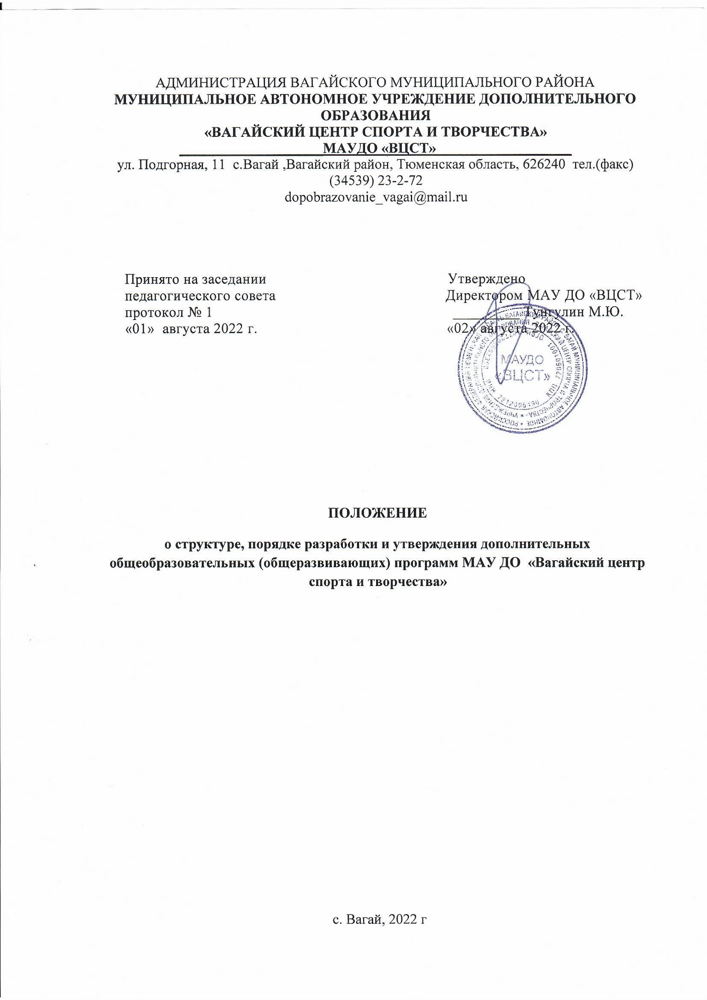 АДМИНИСТРАЦИЯ ВАГАЙСКОГО МУНИЦИПАЛЬНОГО РАЙОНА
МУНИЦИПАЛЬНОЕ АВТОНОМНОЕ УЧРЕЖДЕНИЕ ДОПОЛНИТЕЛЬНОГО
ОБРАЗОВАНИЯ
«ВАГАЙСКИЙ ЦЕНТР СПОРТА И ТВОРЧЕСТВА»
МАУДО «ВЦСТ»
ул. Подгорная, 11 с.Вагай ,Вагайский район, Тюменская область, 626240 тел.(факс)
(34539) 23-2-72
dopobrazovanie_vagai@mail.ru
Принято на заседании
педагогического совета
протокол № 1
«01» августа 2022 г.
Утверждено
Директором МАУ ДО «ВЦСТ»
Тунгулин М.Ю.
«02» августа 2022 г.
МАУДО
«ВЦСТ»
ПОЛОЖЕНИЕ
о структуре, порядке разработки и утверждения дополнительных
общеобразовательных (общеразвивающих) программ МАУ ДО «Вагайский центр
спорта и творчества»
с. Вагай, 2022 г